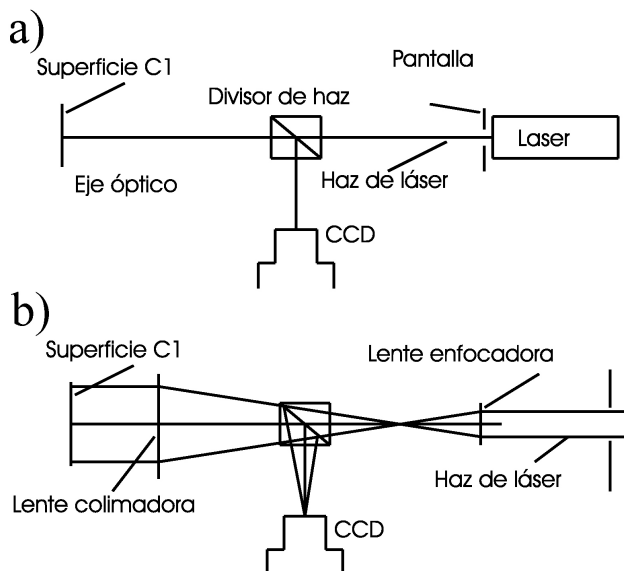 a)
Superficie C1
Pantalla
Divisor de haz
Laser
Eje óptico
Haz de láser
CCD
b)
Superficie C1
Lente enfocadora
Lente colimadora
Haz de láser
CCD